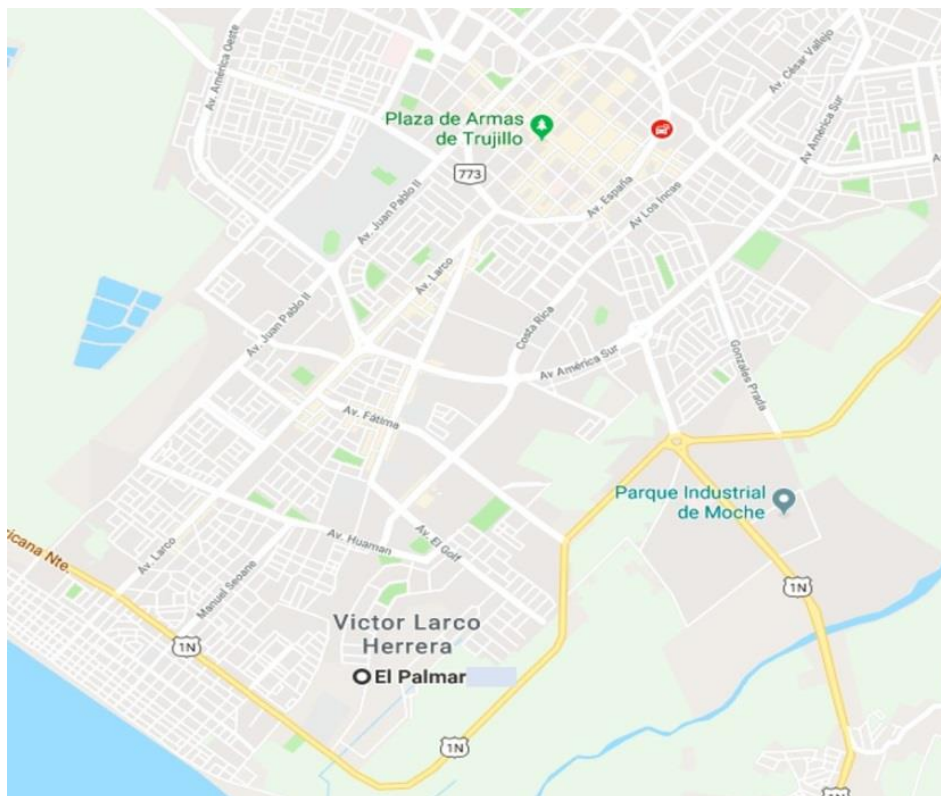 Av. América Oeste
Av. César Vallejo
Av América Sur
Plaza de Armas
de Trujillo
773
Av. España
Av Los Incas
Av. Juan Pablo II
Av. Larco
Av. Juan Pablo II
Costa Rica
Av América Sur
Gonzales Prada
Av. Fátima
Parque Industrial
de Moche
Av. El Golf
Av. Huaman
ricana Nte.
Av. Larco
Manuel Seoane
1N
1N
Victor Larco
Herrera
El Palmar
1N